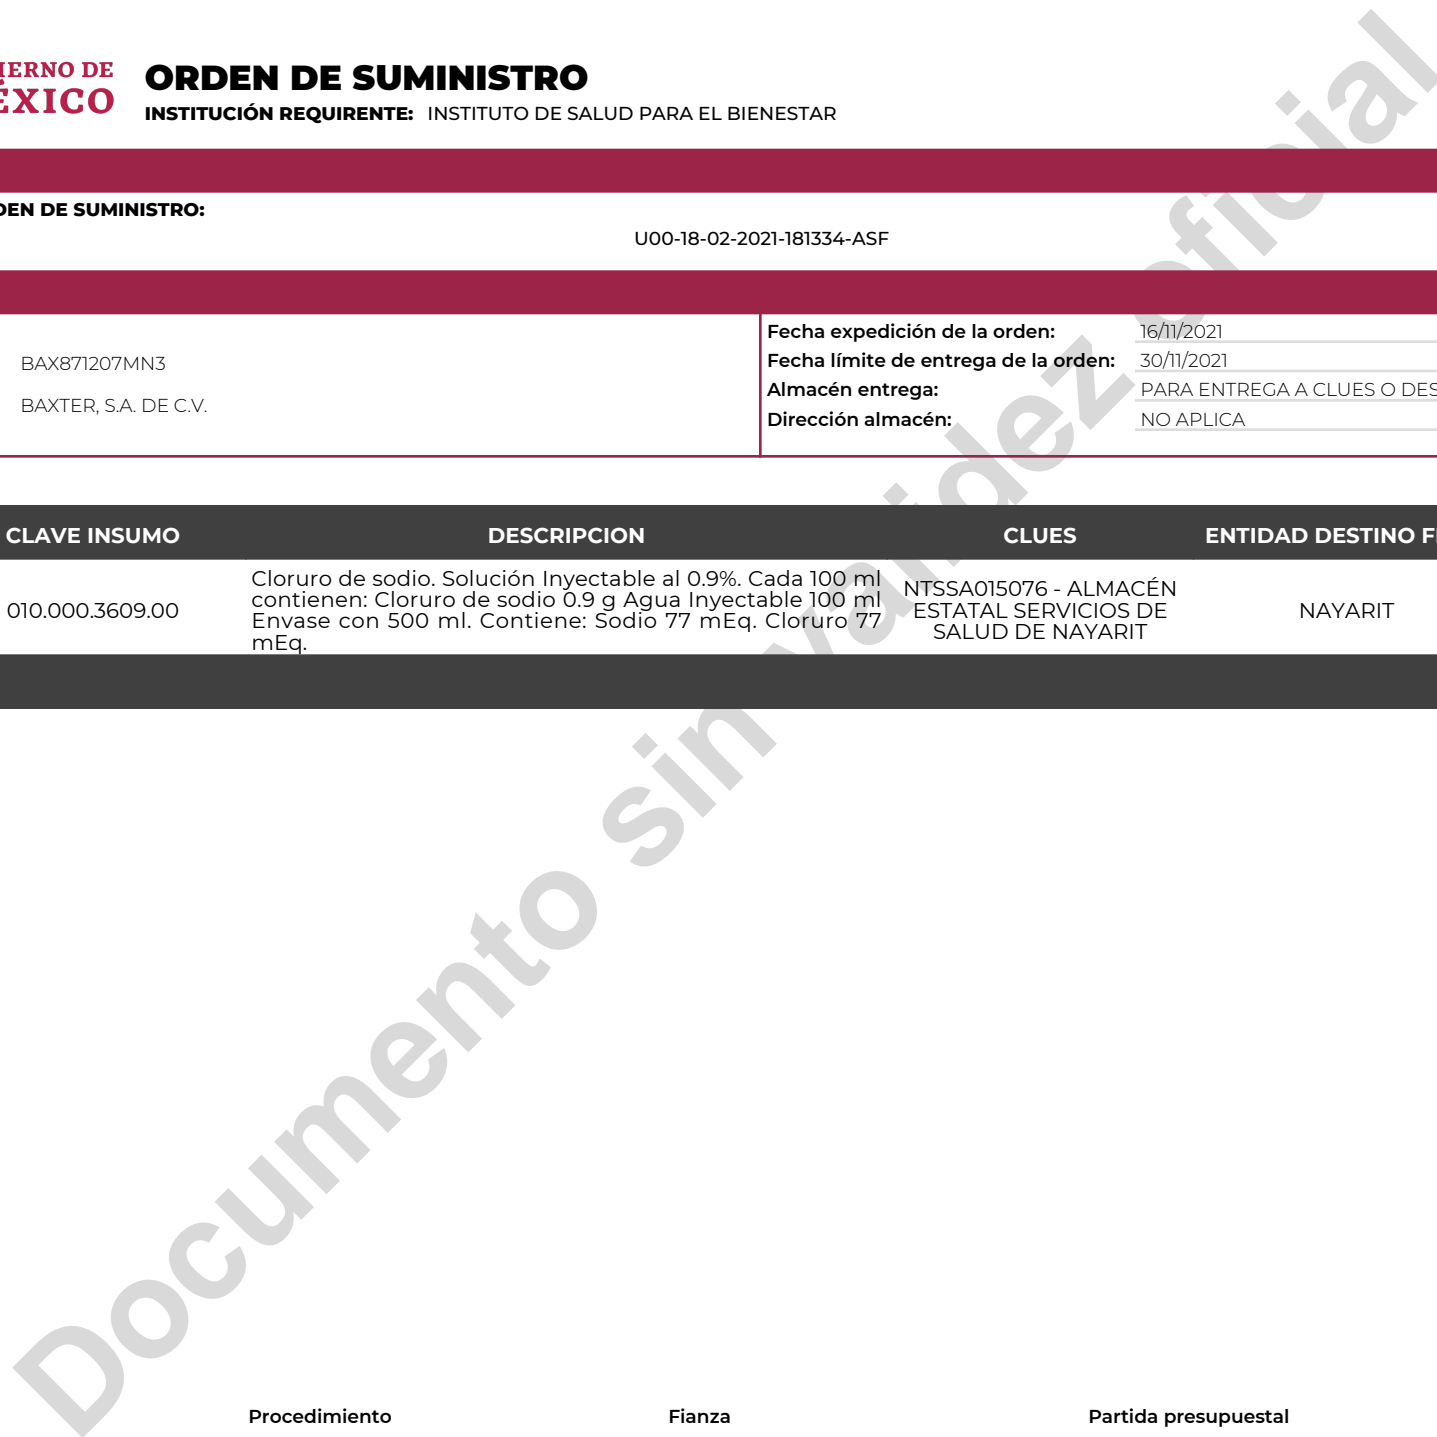 IERNO DE
ÉXICO
ORDEN DE SUMINISTRO
INSTITUCIÓN REQUIRENTE: INSTITUTO DE SALUD PARA EL BIENESTAR
DEN DE SUMINISTRO:
U00-18-02-2021-181334-ASF
BAX871207MN3
BAXTER, S.A. DE C.V.
Fecha expedición de la orden: 16/11/2021
Fecha límite de entrega de la orden: 30/11/2021
Almacén entrega: PARA ENTREGA A CLUES O DES
Dirección almacén: NO APLICA
CLAVE INSUMO DESCRIPCION CLUES ENTIDAD DESTINO F
010.000.3609.00
Cloruro de sodio. Solución Inyectable al 0.9%. Cada 100 ml
contienen: Cloruro de sodio 0.9 g Agua Inyectable 100 ml
Envase con 500 ml. Contiene: Sodio 77 mEq. Cloruro 77
mEq.
NTSSA015076 - ALMACÉN
ESTATAL SERVICIOS DE
SALUD DE NAYARIT
NAYARIT
Documento sin validez oficial
Procedimiento Fianza Partida presupuestal